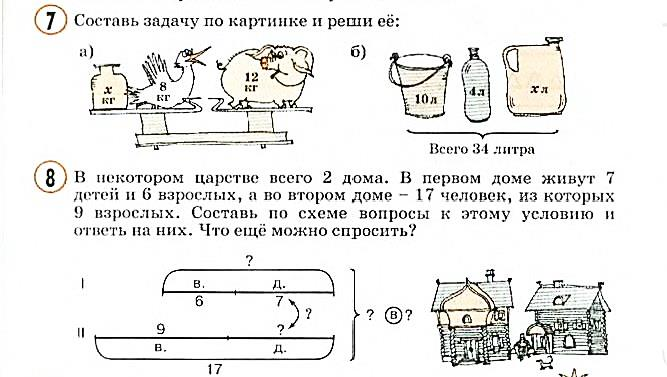 7 Составь задачу по картинке и реши её:
а) б)
x кг 8 кг 12 кг 10 л 4 л x л
Всего 34 литра
8 В некотором царстве всего 2 дома. В первом доме живут 7
детей и 6 взрослых, а во втором доме – 17 человек, из которых
9 взрослых. Составь по схеме вопросы к этому условию и
ответь на них. Что ещё можно спросить?
?
I в. д.
6 7
? ? В ?
II 9 ?
в. д.
17